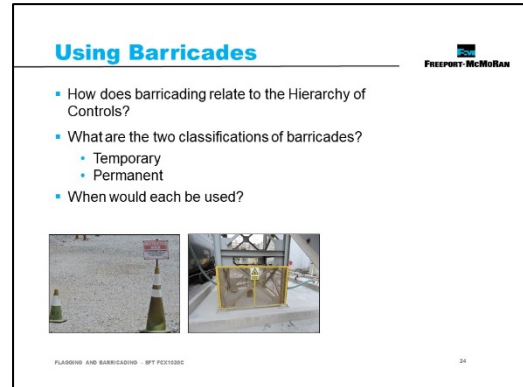 Using Barricades
FREEPORT-McMoRAN
▪ How does barricading relate to the Hierarchy of
Controls?
▪ What are the two classifications of barricades?
• Temporary
• Permanent
▪ When would each be used?
FLAGGING AND BARRICADING - SFT FCX1020C
24